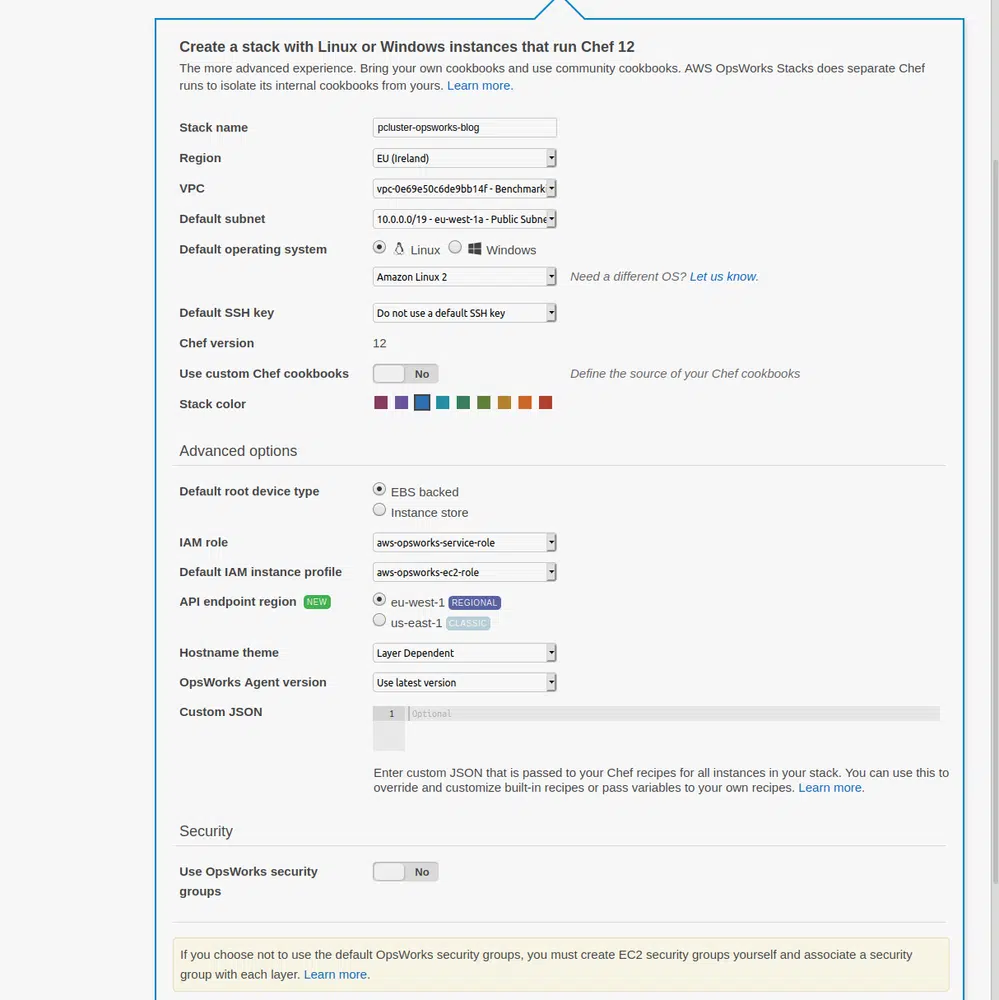 Create a stack with Linux or Windows instances that run Chef 12
The more advanced experience. Bring your own cookbooks and use community cookbooks. AWS OpsWorks Stacks does separate Chef
runs to isolate its internal cookbooks from yours. Learn more.
Stack name pcluster-opsworks-blog
Region EU (Ireland)
VPC vpc-0e69e50c6de9bb14f - Benchmark
Default subnet 10.0.0.0/19 - eu-west-1a - Public Subne
Default operating system Linux Windows
Amazon Linux 2 Need a different OS? Let us know.
Default SSH key Do not use a default SSH key
Chef version 12
Use custom Chef cookbooks No Define the source of your Chef cookbooks
Stack color
Advanced options
Default root device type EBS backed
Instance store
IAM role aws-opsworks-service-role
Default IAM instance profile aws-opsworks-ec2-role
API endpoint region NEW eu-west-1 REGIONAL
us-east-1 CLASSIC
Hostname theme Layer Dependent
OpsWorks Agent version Use latest version
Custom JSON 1 Optional
Enter custom JSON that is passed to your Chef recipes for all instances in your stack. You can use this to
override and customize built-in recipes or pass variables to your own recipes. Learn more.
Security
Use OpsWorks security No
groups
If you choose not to use the default OpsWorks security groups, you must create EC2 security groups yourself and associate a security
group with each layer. Learn more.